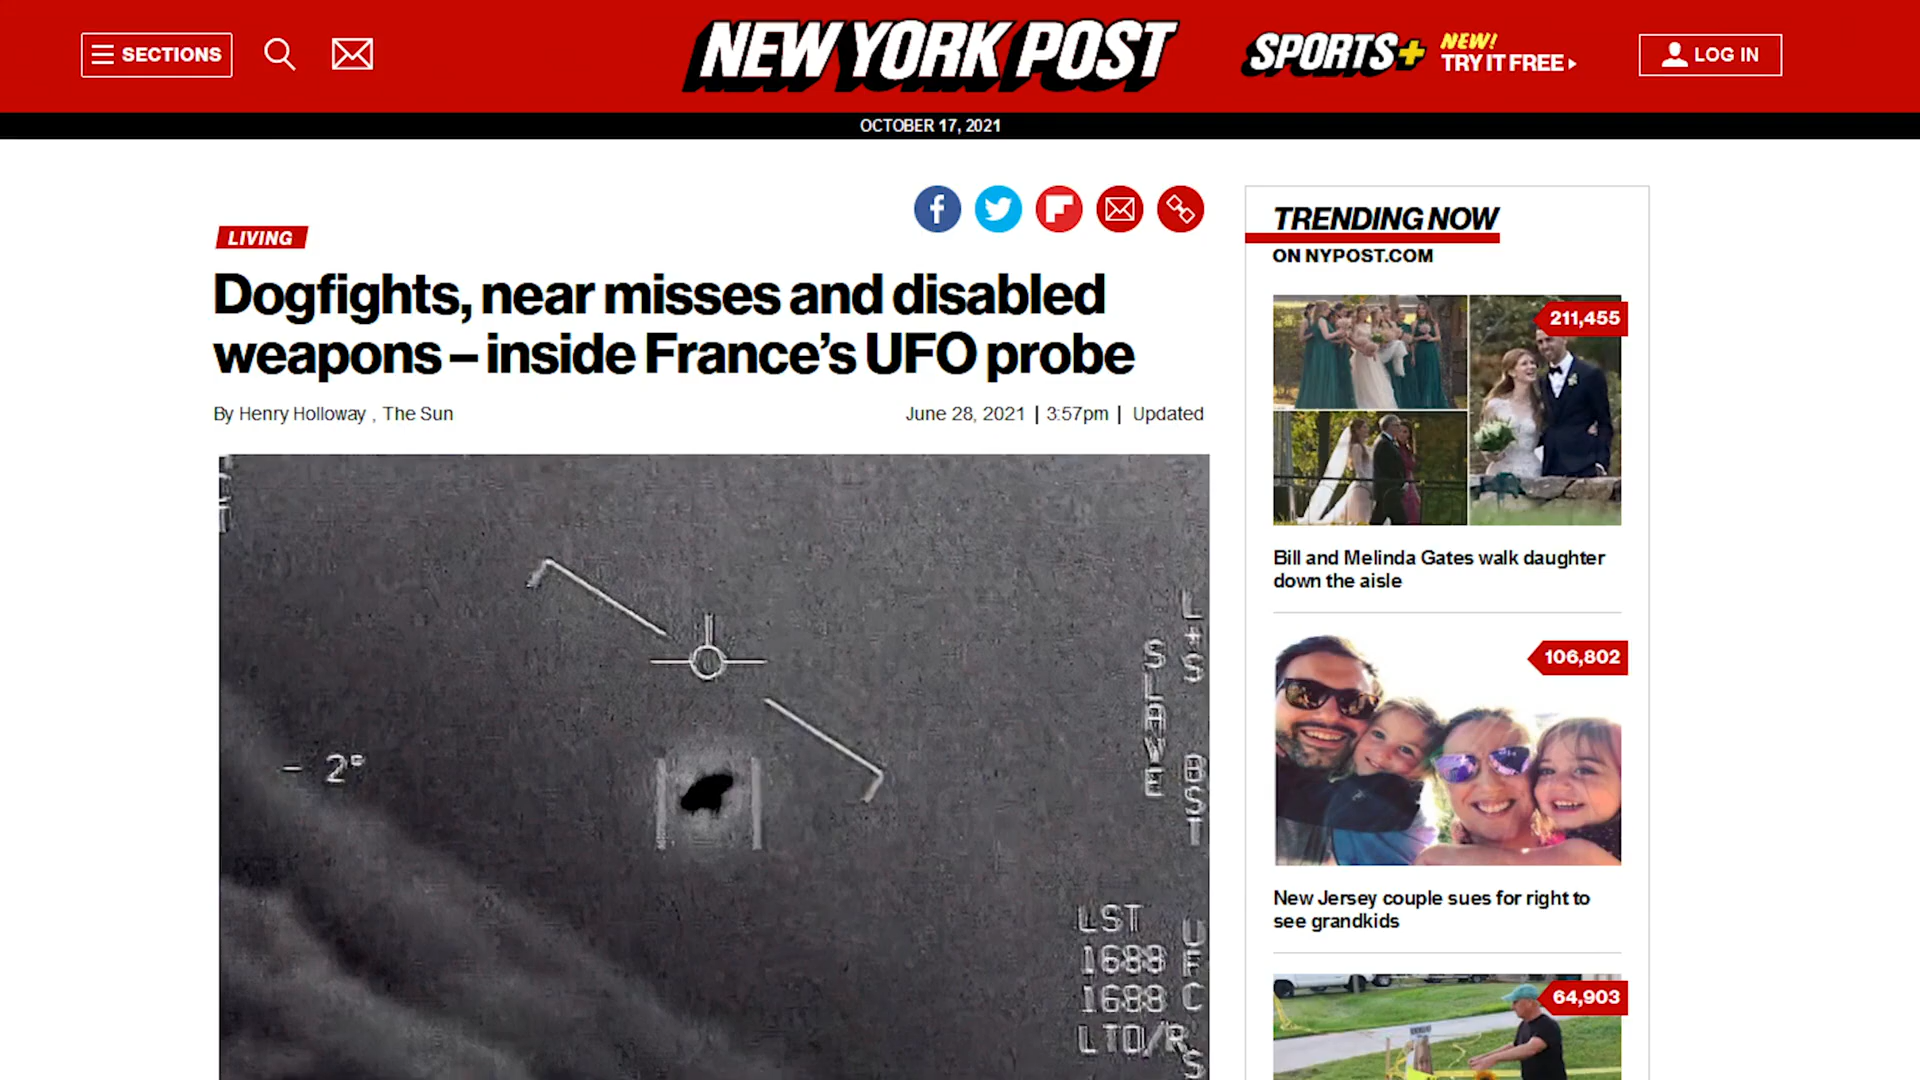 SECTIONS
NEW YORK POST
SPORTS+
NEW!
TRY IT FREE
LOG IN
OCTOBER 17, 2021
LIVING
Dogfights, near misses and disabled
weapons – inside France's UFO probe
By Henry Holloway , The Sun
June 28, 2021 | 3:57pm | Updated
- 2°
L+S
SLAVE
BST
LST
1688
1688 C
LTD/R
UFC
TRENDING NOW
ON NYPOST.COM
211,455
Bill and Melinda Gates walk daughter
down the aisle
106,802
New Jersey couple sues for right to
see grandkids
64,903